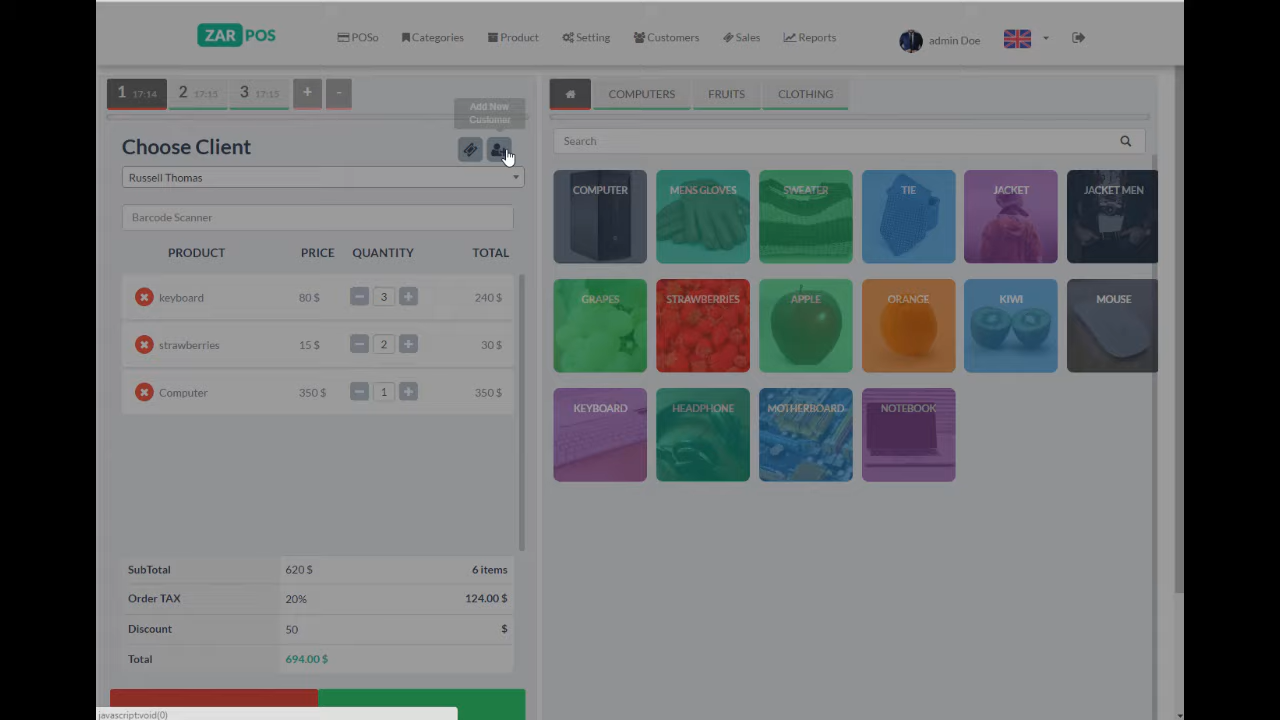 ZAR POS
POSo
Categories
Product
Setting
Customers
Sales
Reports
admin Doe
1 17:14
2 17:15
3 17:15
+
-
Add New
Customer
COMPUTERS
FRUITS
CLOTHING
Choose Client
Search
Russell Thomas
Barcode Scanner
PRODUCT PRICE QUANTITY TOTAL
keyboard 80 $ 3 240 $
strawberries 15 $ 2 30 $
Computer 350 $ 1 350 $
SubTotal 620 $ 6 items
Order TAX 20% 124.00 $
Discount 50 $
Total 694.00 $
COMPUTER
MENS GLOVES
SWEATER
TIE
JACKET
JACKET MEN
GRAPES
STRAWBERRIES
APPLE
ORANGE
KIWI
MOUSE
KEYBOARD
HEADPHONE
MOTHERBOARD
NOTEBOOK
javascript:void(0)